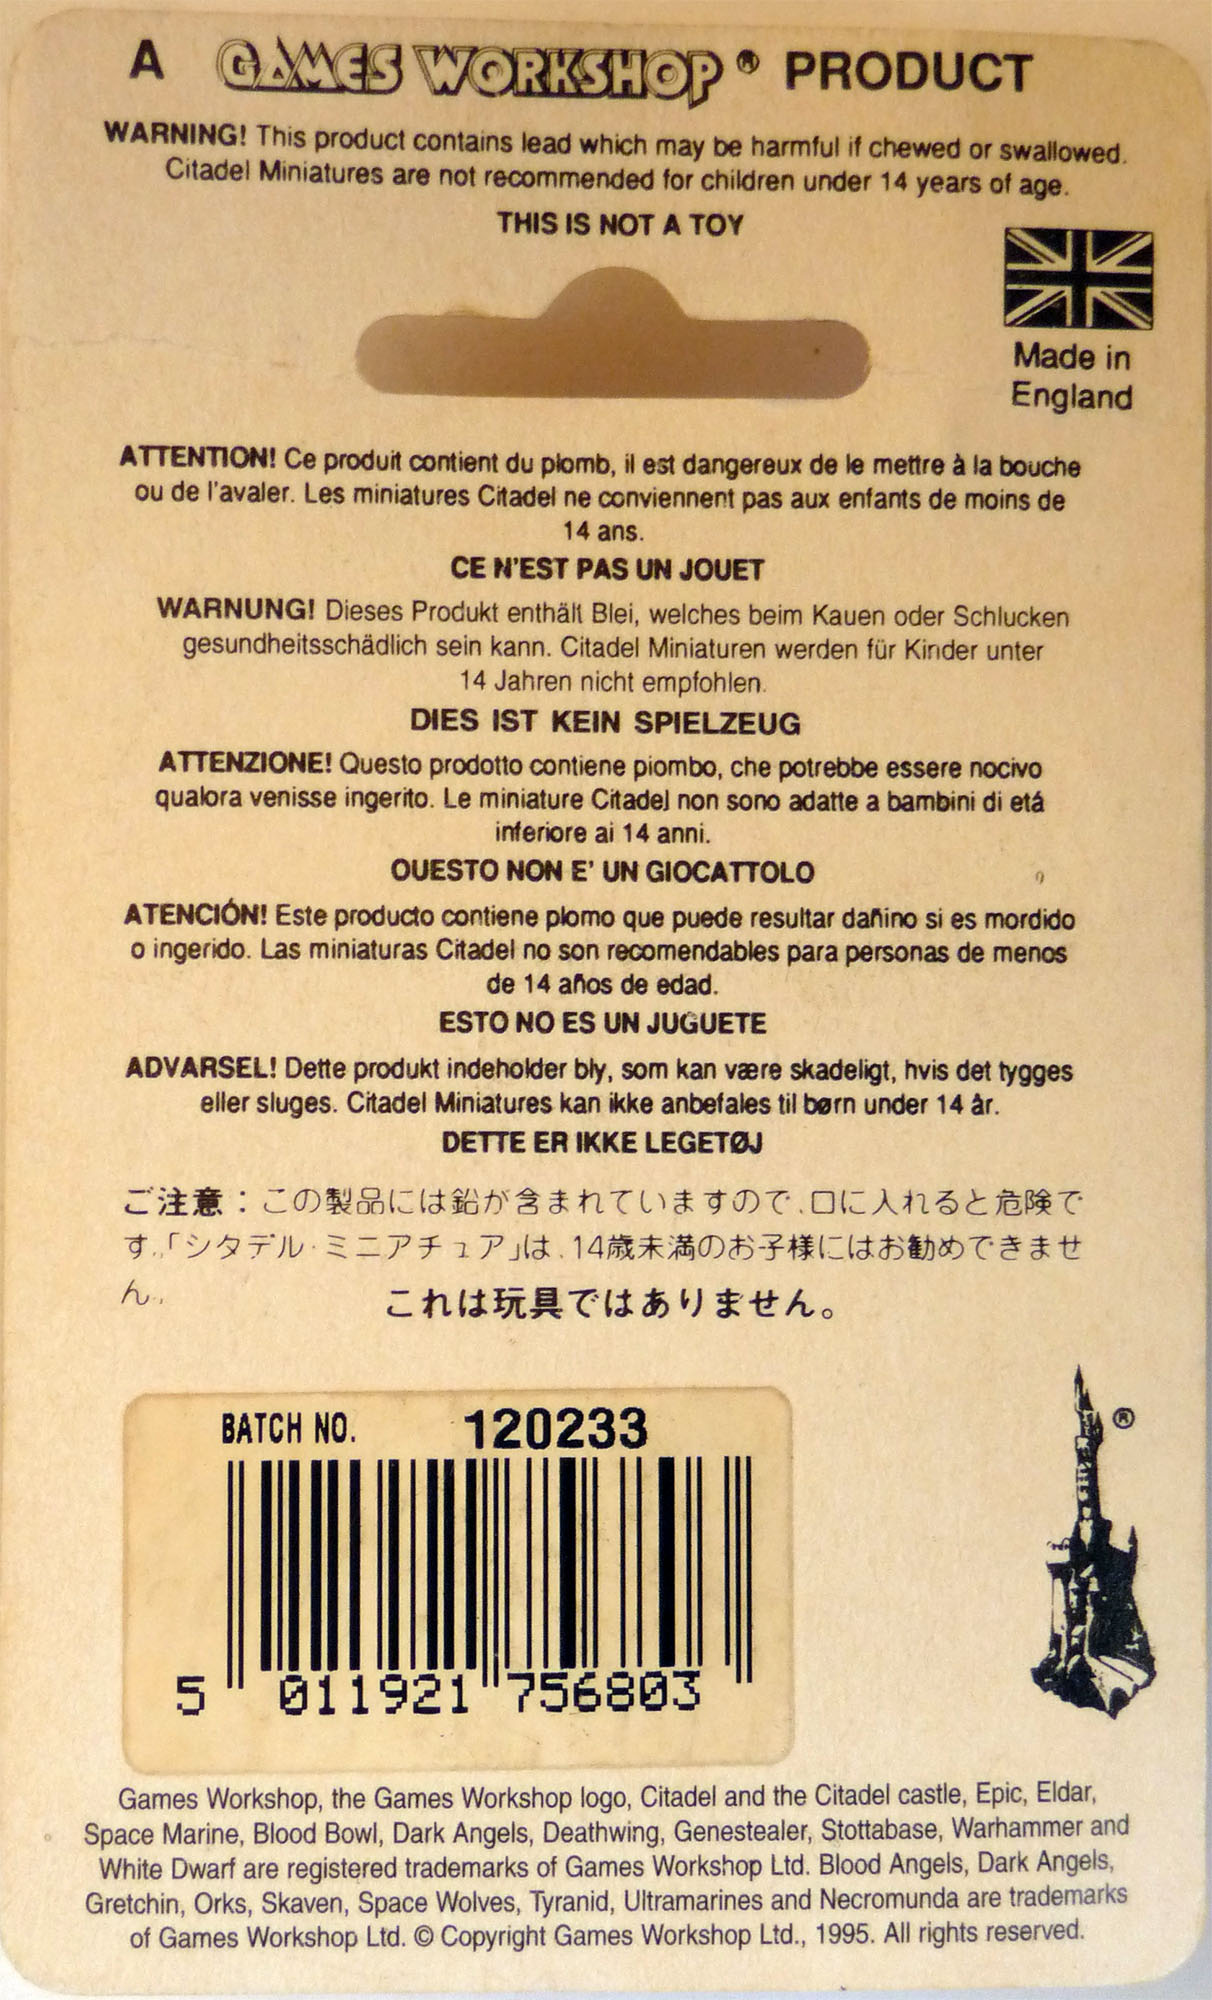 A GAMES WORKSHOP® PRODUCT
WARNING! This product contains lead which may be harmful if chewed or swallowed.
Citadel Miniatures are not recommended for children under 14 years of age.
THIS IS NOT A TOY
Made in
England
ATTENTION! Ce produit contient du plomb, il est dangereux de le mettre à la bouche
ou de l'avaler. Les miniatures Citadel ne conviennent pas aux enfants de moins de
14 ans.
CE N'EST PAS UN JOUET
WARNUNG! Dieses Produkt enthält Blei, welches beim Kauen oder Schlucken
gesundheitsschädlich sein kann. Citadel Miniaturen werden für Kinder unter
14 Jahren nicht empfohlen.
DIES IST KEIN SPIELZEUG
ATTENZIONE! Questo prodotto contiene piombo, che potrebbe essere nocivo
qualora venisse ingerito. Le miniature Citadel non sono adatte a bambini di etá
inferiore ai 14 anni.
QUESTO NON E' UN GIOCATTOLO
ATENCIÓN! Este producto contiene plomo que puede resultar dañino si es mordido
o ingerido. Las miniaturas Citadel no son recomendables para personas de menos
de 14 años de edad.
ESTO NO ES UN JUGUETE
ADVARSEL! Dette produkt indeholder bly, som kan være skadeligt, hvis det tygges
eller sluges. Citadel Miniatures kan ikke anbefales til børn under 14 år.
DETTE ER IKKE LEGETØJ
ご注意：この製品には鉛が含まれていますので、口に入れると危険で
す。「シタデル・ミニアチュア」は、14歳未満のお子様にはお勧めできませ
ん。
これは玩具ではありません。
BATCH NO. 120233
5 011921 756803
®
Games Workshop, the Games Workshop logo, Citadel and the Citadel castle, Epic, Eldar,
Space Marine, Blood Bowl, Dark Angels, Deathwing, Genestealer, Slottabase, Warhammer and
White Dwarf are registered trademarks of Games Workshop Ltd. Blood Angels, Dark Angels,
Gretchin, Orks, Skaven, Space Wolves, Tyranid, Ultramarines and Necromunda are trademarks
of Games Workshop Ltd. © Copyright Games Workshop Ltd., 1995. All rights reserved.